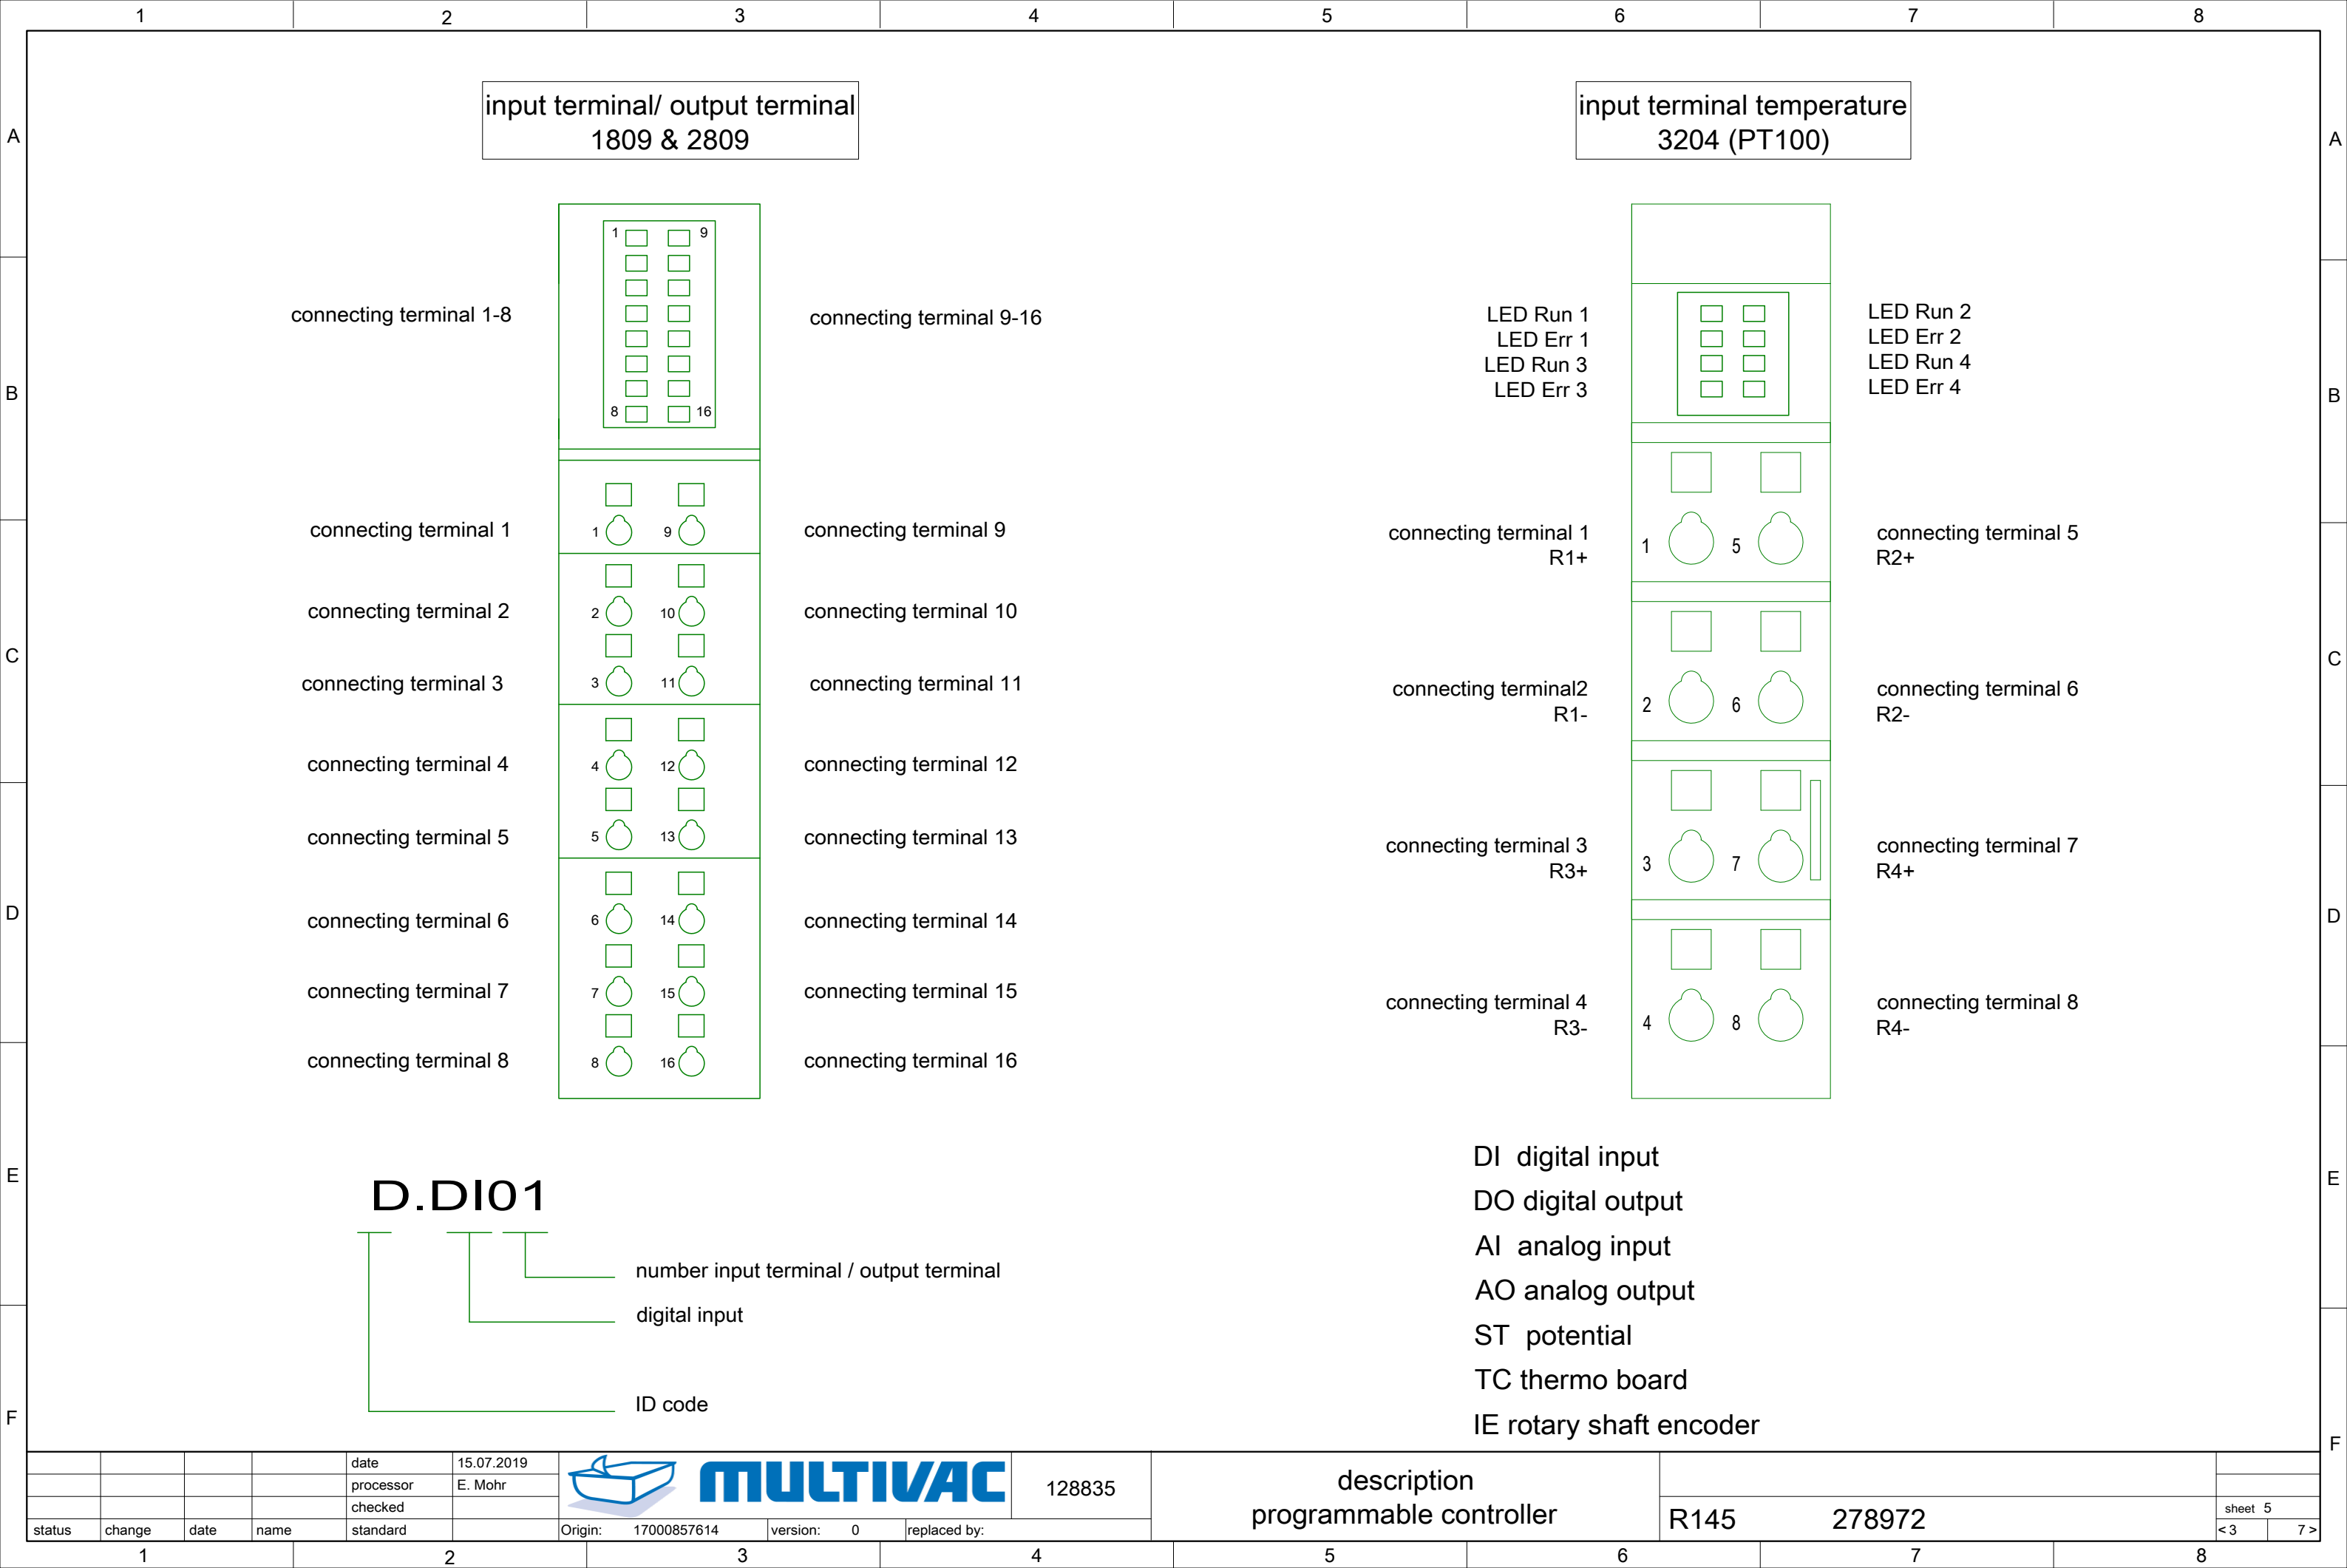 1 2 3 4 5 6 7 8
input terminal/ output terminal
1809 & 2809
input terminal temperature
3204 (PT100)
A A
1 9
connecting terminal 1-8
connecting terminal 9-16
8 16
LED Run 1
LED Err 1
LED Run 3
LED Err 3
LED Run 2
LED Err 2
LED Run 4
LED Err 4
B B
connecting terminal 1
1 9
connecting terminal 9
connecting terminal 2
2 10
connecting terminal 10
connecting terminal 3
3 11
connecting terminal 11
connecting terminal 4
4 12
connecting terminal 12
connecting terminal 5
5 13
connecting terminal 13
connecting terminal 6
6 14
connecting terminal 14
connecting terminal 7
7 15
connecting terminal 15
connecting terminal 8
8 16
connecting terminal 16
connecting terminal 1
R1+
1 5
connecting terminal 5
R2+
C C
connecting terminal2
R1-
2 6
connecting terminal 6
R2-
connecting terminal 3
R3+
3 7
connecting terminal 7
R4+
D D
connecting terminal 4
R3-
4 8
connecting terminal 8
R4-
E E
D.DI01
number input terminal / output terminal
digital input
ID code
DI digital input
DO digital output
AI analog input
AO analog output
ST potential
TC thermo board
IE rotary shaft encoder
F F
date 15.07.2019
processor E. Mohr
checked
status change date name standard
MULTIVAC
128835
Origin: 17000857614 version: 0 replaced by:
description
programmable controller
R145 278972
sheet 5
< 3 7 >
1 2 3 4 5 6 7 8